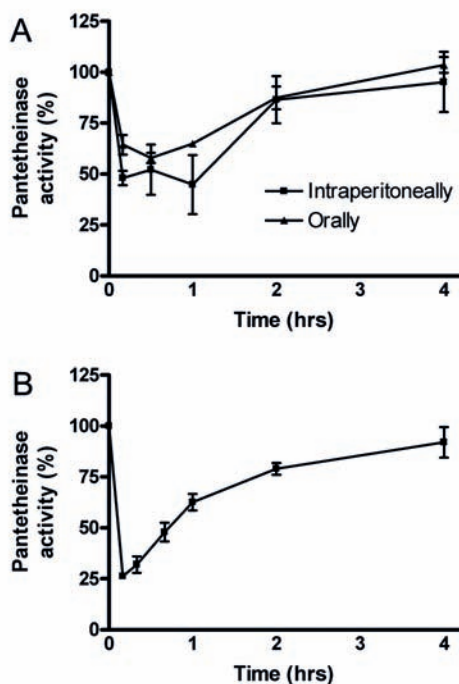 A
Pantetheinase
activity (%)
125
100
75
50
25
0
Intraperitoneally
Orally
0 1 2 3 4
Time (hrs)
B
Pantetheinase
activity (%)
125
100
75
50
25
0
0 1 2 3 4
Time (hrs)